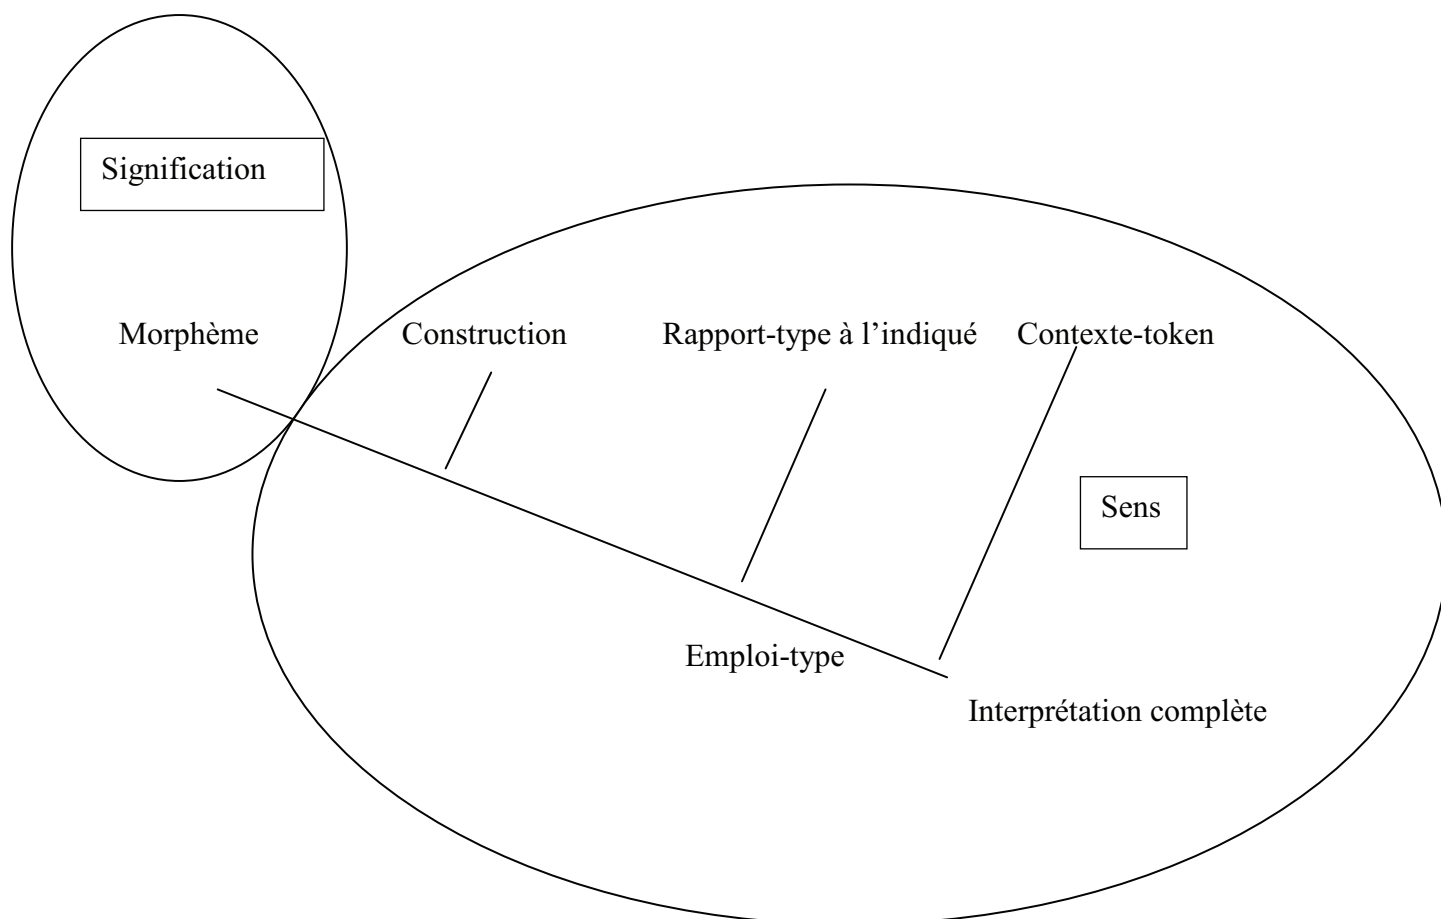 Signification
Morphème
Construction
Rapport-type à l’indiqué
Contexte-token
Sens
Emploi-type
Interprétation complète